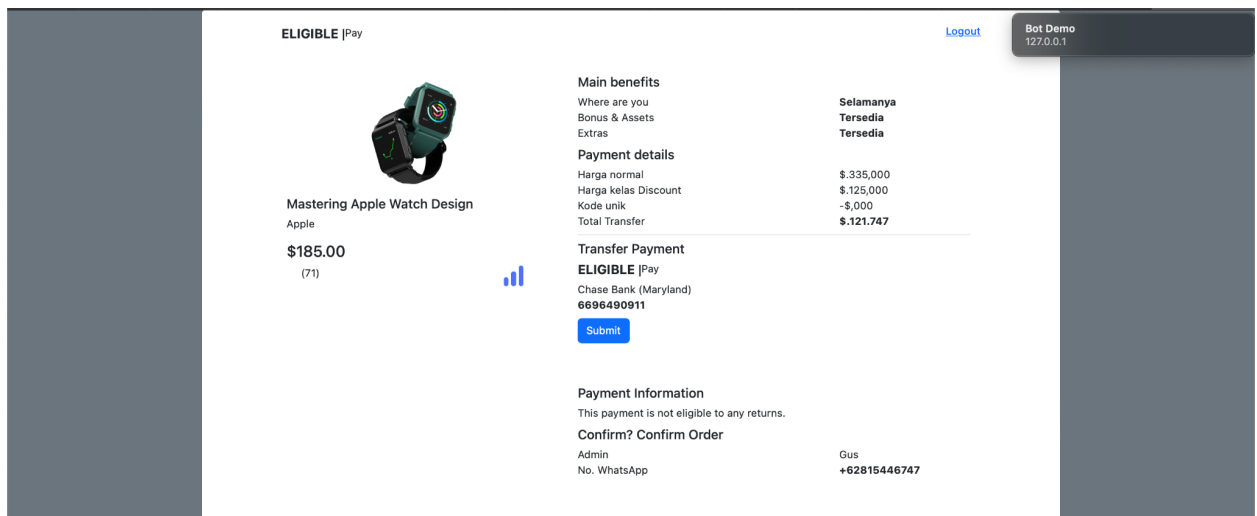 ELIGIBLE |Pay
Logout
Bot Demo
127.0.0.1
Mastering Apple Watch Design
Apple
$185.00
(71)
Main benefits
Where are you Selamanya
Bonus & Assets Tersedia
Extras Tersedia
Payment details
Harga normal $.335,000
Harga kelas Discount $.125,000
Kode unik -$,000
Total Transfer $.121.747
Transfer Payment
ELIGIBLE |Pay
Chase Bank (Maryland)
6696490911
Submit
Payment Information
This payment is not eligible to any returns.
Confirm? Confirm Order
Admin Gus
No. WhatsApp +62815446747